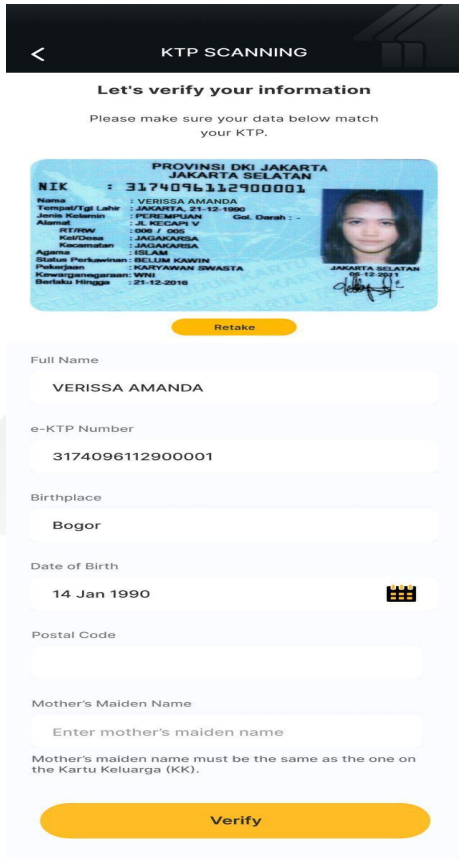 KTP SCANNING
Let's verify your information
Please make sure your data below match
your KTP.
PROVINSI DKI JAKARTA
JAKARTA SELATAN
NIK : 3174096112900001
Nama : VERISSA AMANDA
Tempat/Tgl Lahir : JAKARTA, 21-12-1990
Jenis Kelamin : PEREMPUAN Gol. Darah : -
Alamat : JL KECAPI V
RT/RW : 006 / 005
Kel/Desa : JAGAKARSA
Kecamatan : JAGAKARSA
Agama : ISLAM
Status Perkawinan : BELUM KAWIN
Pekerjaan : KARYAWAN SWASTA
Kewarganegaraan: WNI
Berlaku Hingga : 21-12-2016
JAKARTA SELATAN
06-12-2011
Retake
Full Name
VERISSA AMANDA
e-KTP Number
3174096112900001
Birthplace
Bogor
Date of Birth
14 Jan 1990
Postal Code
Mother's Maiden Name
Enter mother's maiden name
Mother's maiden name must be the same as the one on
the Kartu Keluarga (KK).
Verify